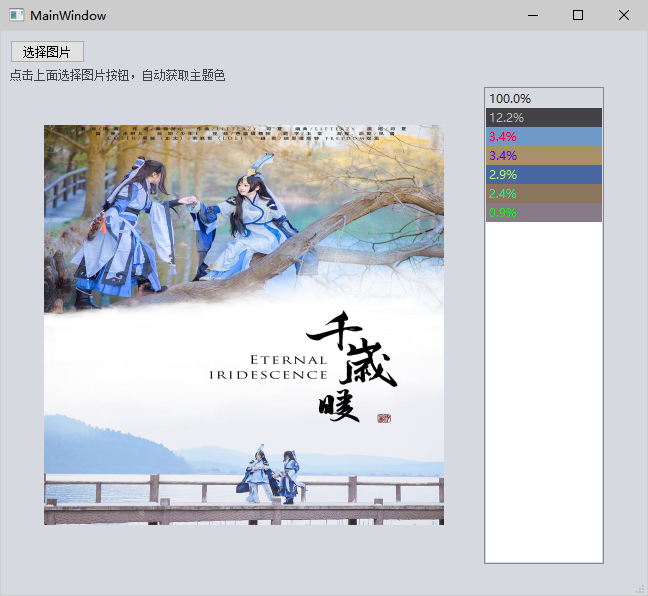 MainWindow
选择图片
点击上面选择图片按钮，自动获取主题色
100.0%
12.2%
3.4%
3.4%
2.9%
2.4%
0.9%
千歳暖
ETERNAL
IRIDESCENCE